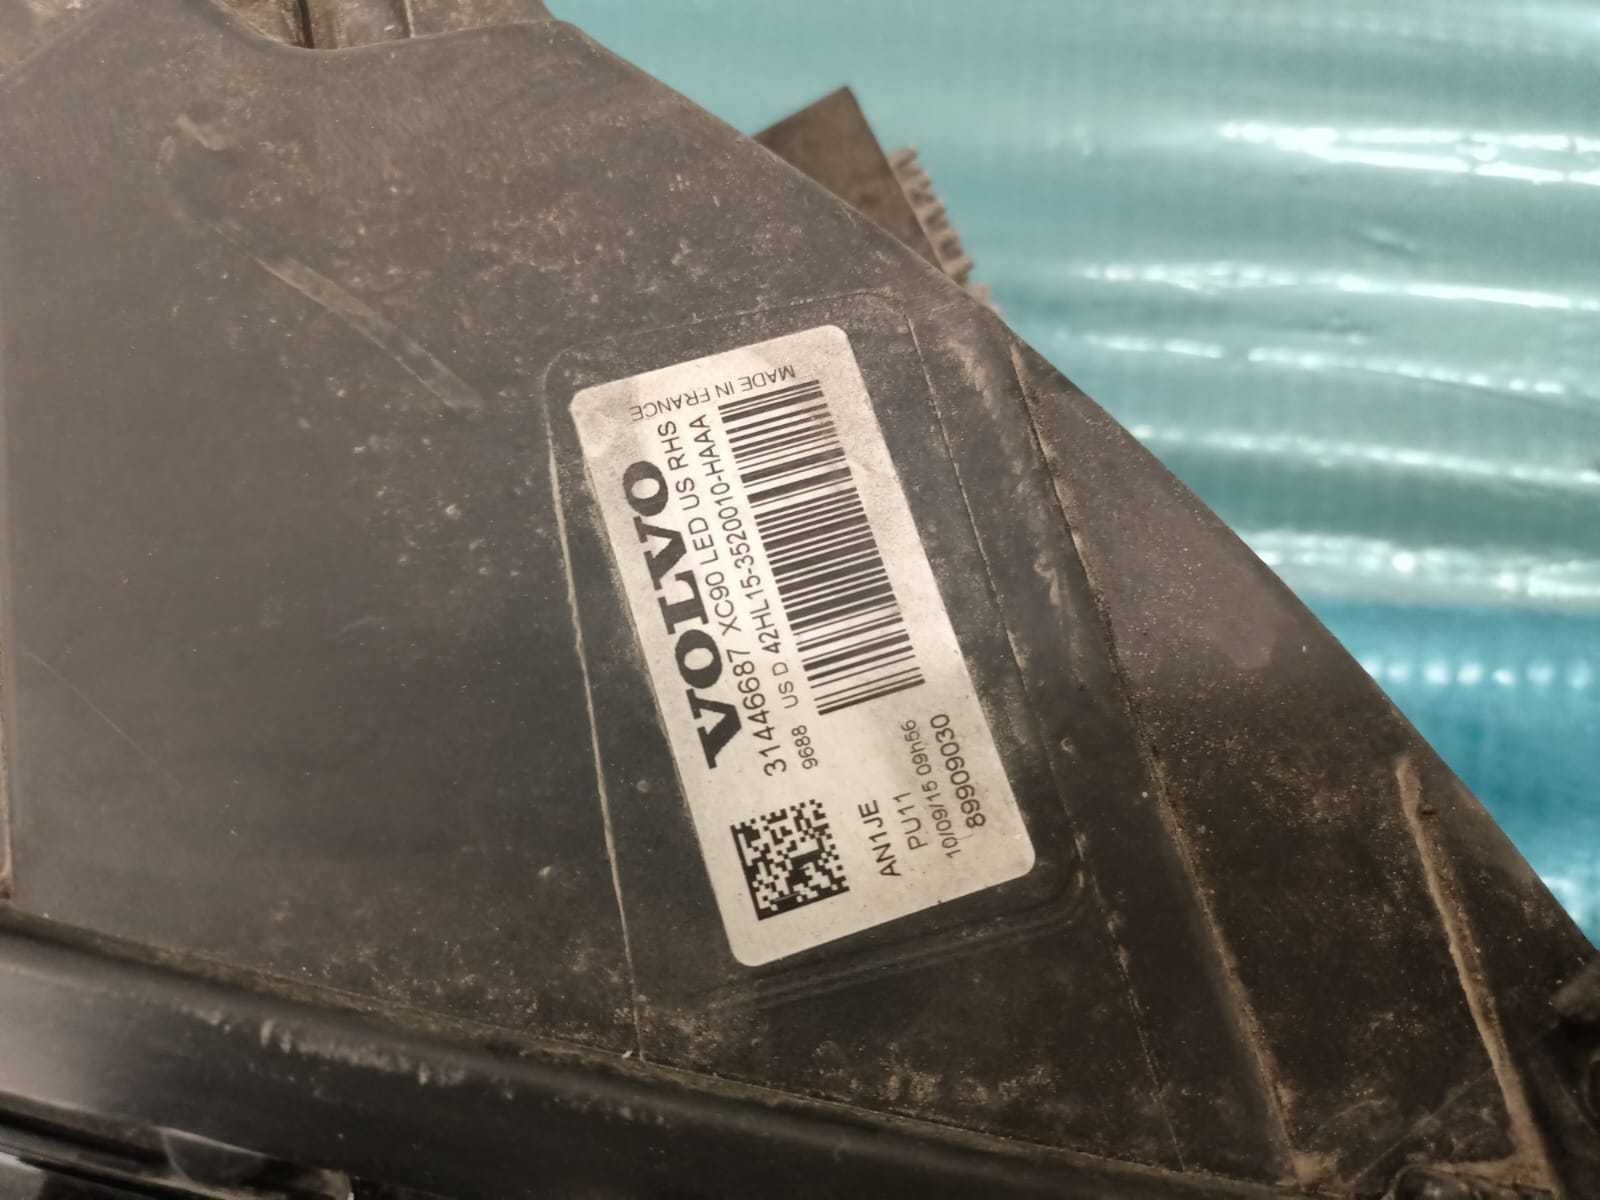 MADE IN FRANCE
VOLVO
31446687 XC90 LED US RHS
9688 US D 42HL15-3520010-HAAA
AN1JE
PU11
10/09/15 09h56
89909030